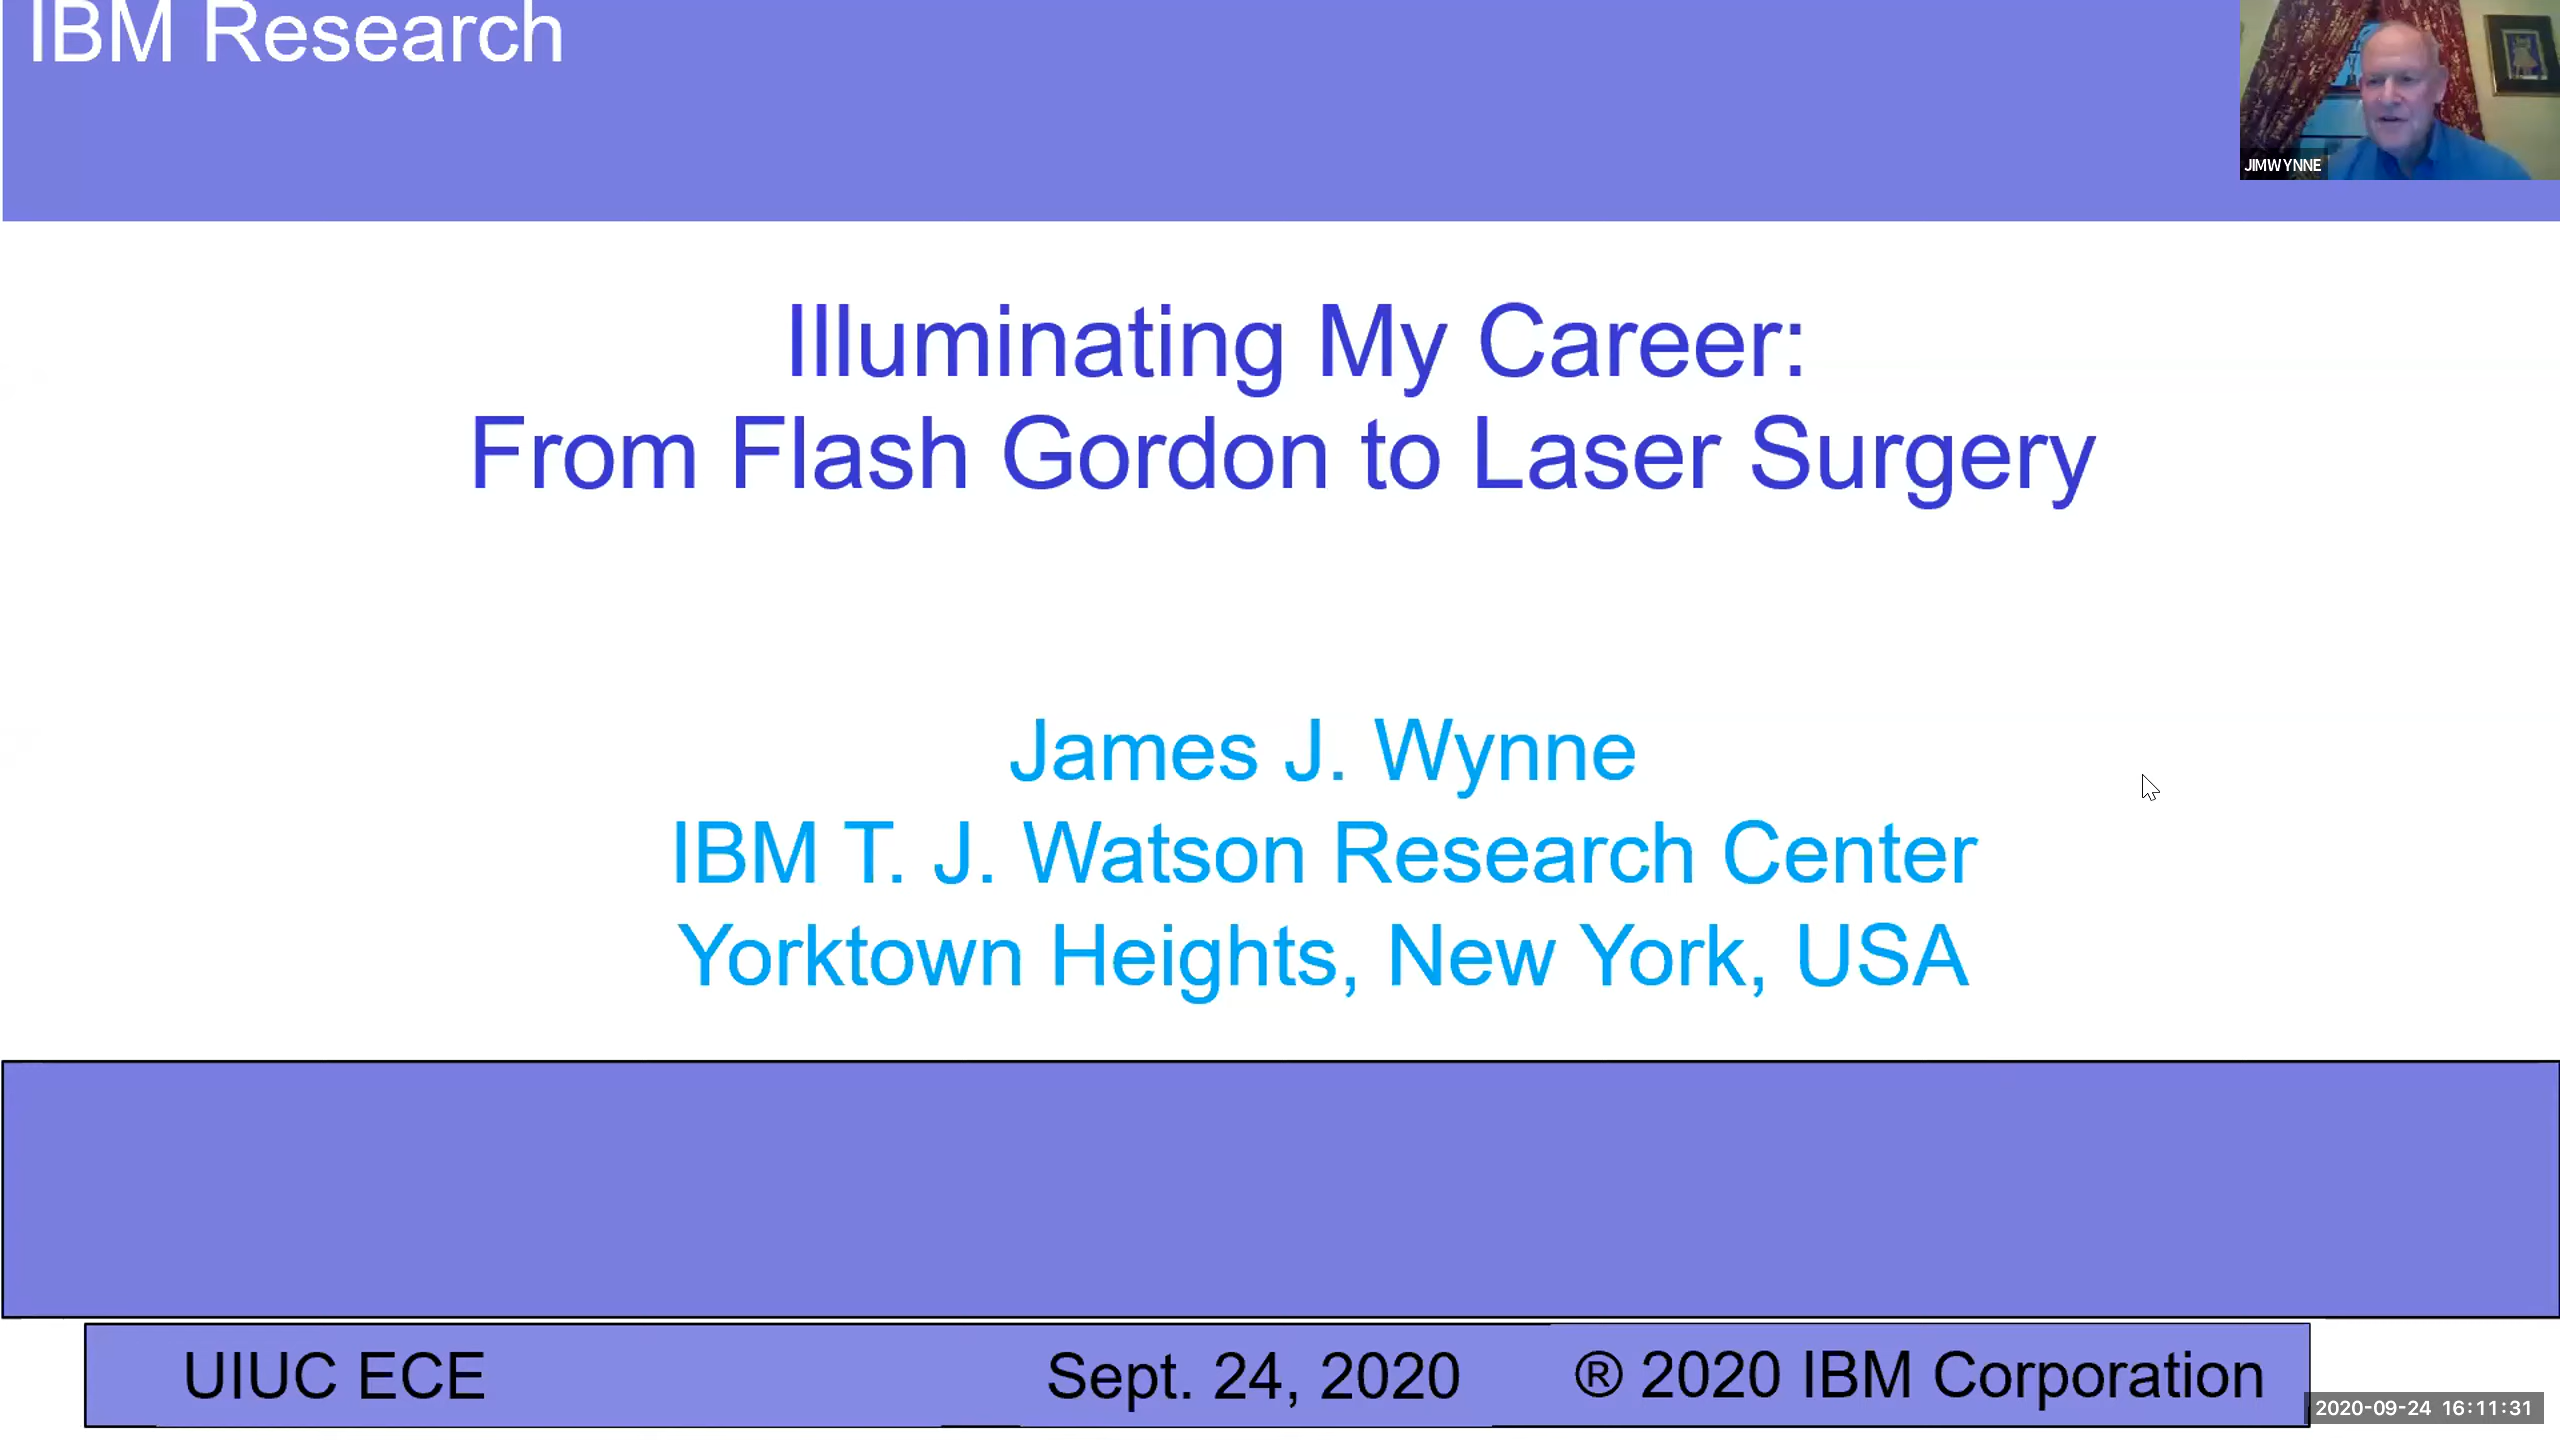 IBM Research
JIMWYNNE
Illuminating My Career:
From Flash Gordon to Laser Surgery
James J. Wynne
IBM T. J. Watson Research Center
Yorktown Heights, New York, USA
UIUC ECE Sept. 24, 2020 ® 2020 IBM Corporation
2020-09-24 16:11:31